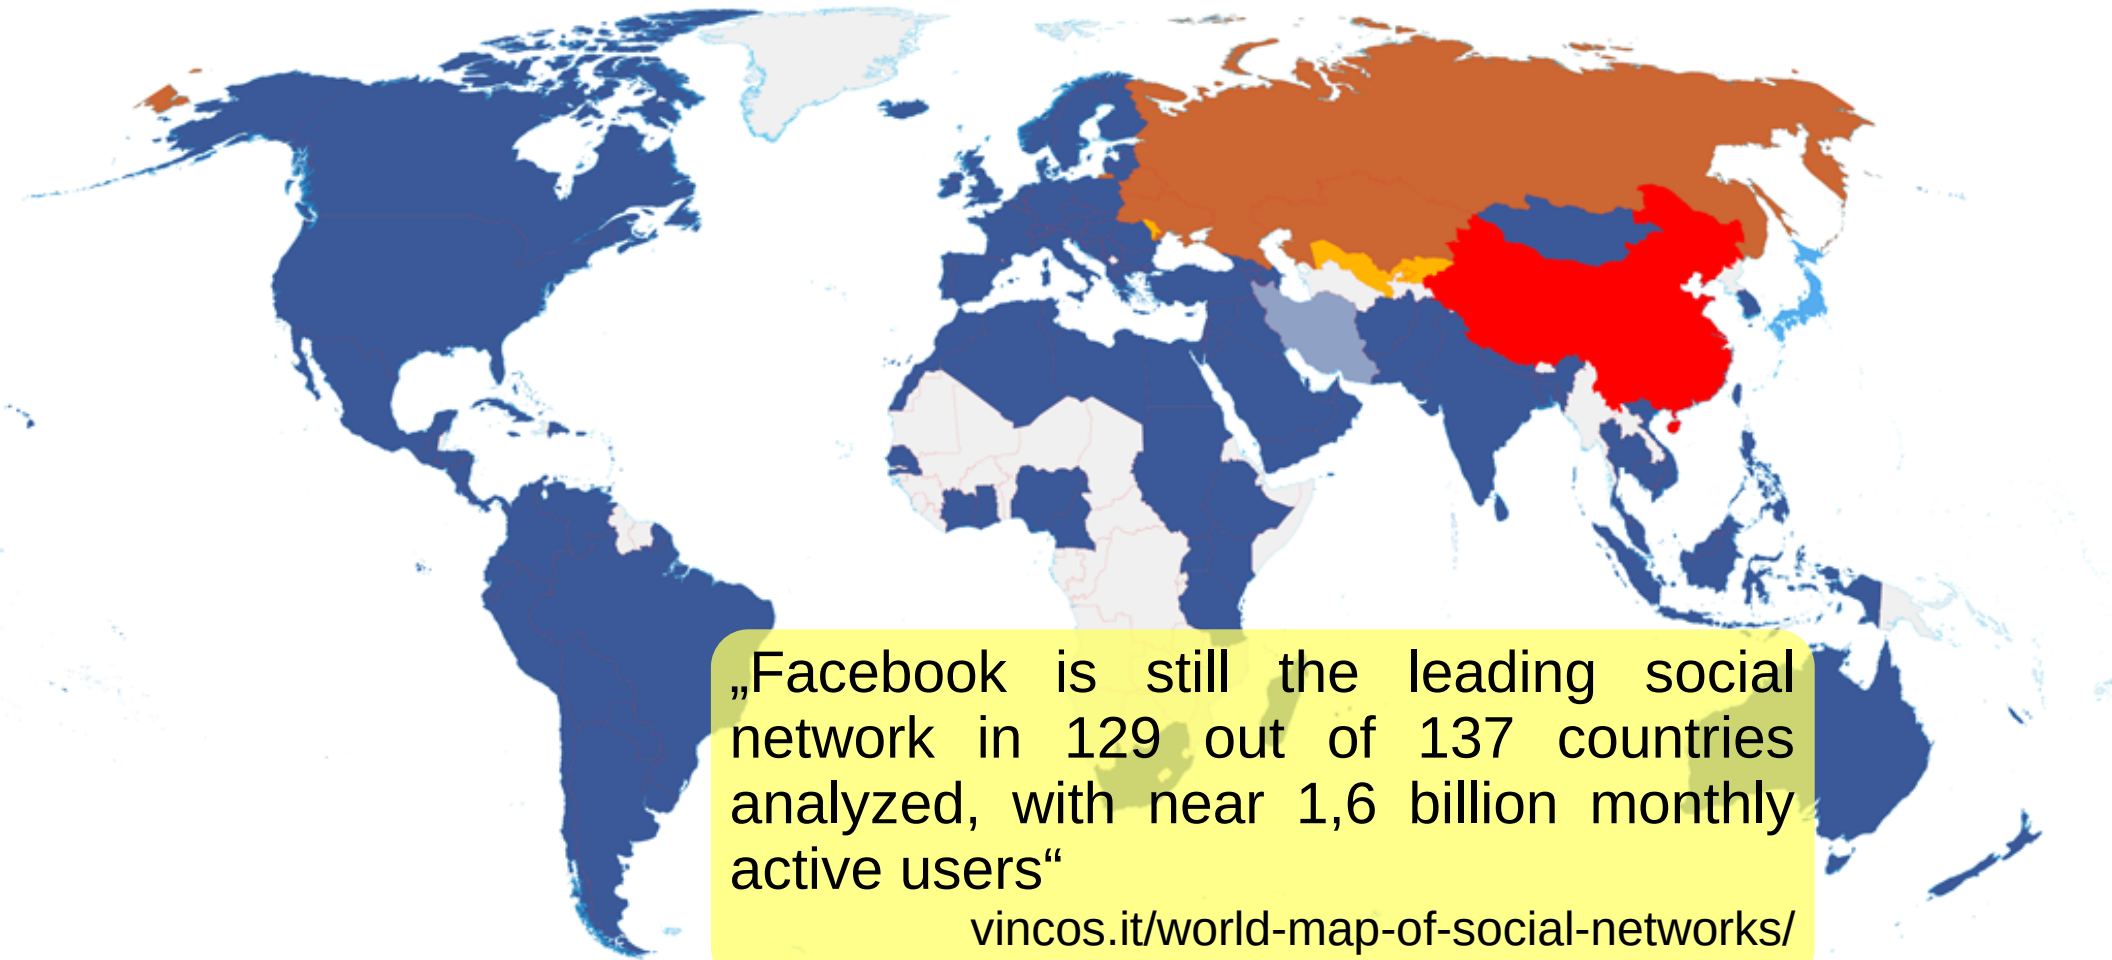 „Facebook is still the leading social
network in 129 out of 137 countries
analyzed, with near 1,6 billion monthly
active users“
vincos.it/world-map-of-social-networks/